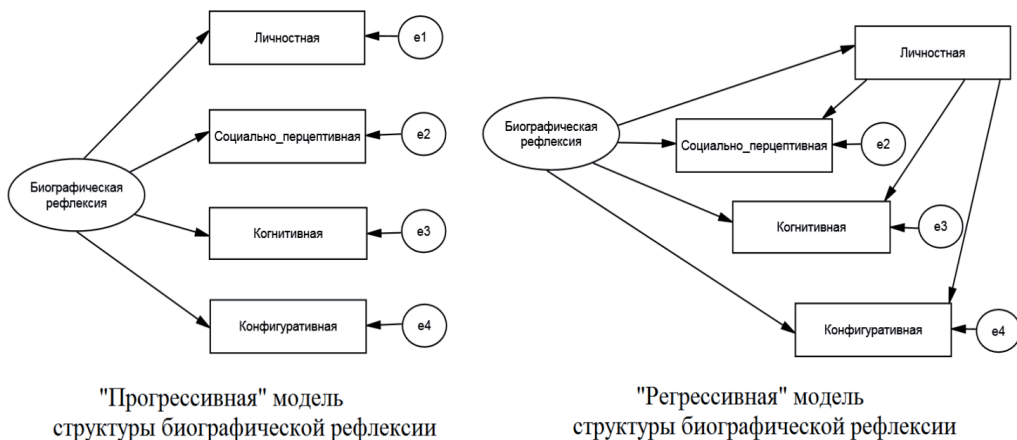 Личностная
e1
Социально_перцептивная
e2
Биографическая
рефлексия
Когнитивная
e3
Конфигуративная
e4
"Прогрессивная" модель
структуры биографической рефлексии
Личностная
Биографическая
рефлексия
Социально_перцептивная
e2
Когнитивная
e3
Конфигуративная
e4
"Регрессивная" модель
структуры биографической рефлексии